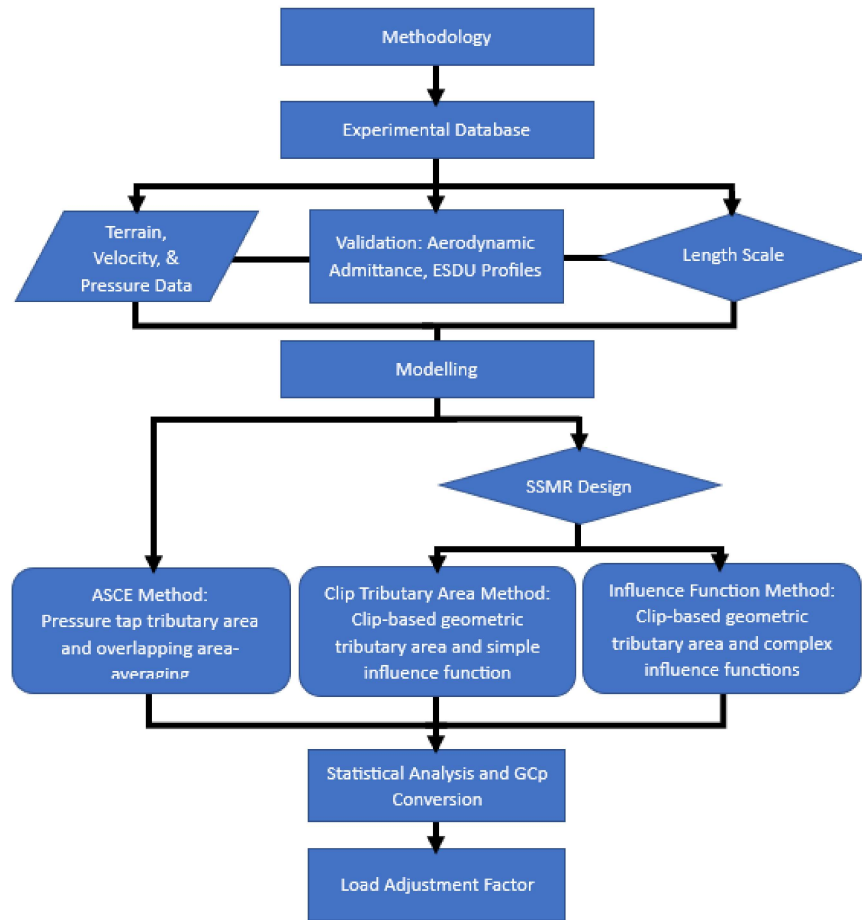 Methodology
Experimental Database
Terrain,
Velocity, &
Pressure Data
Validation: Aerodynamic
Admittance, ESDU Profiles
Length Scale
Modelling
SSMR Design
ASCE Method:
Pressure tap tributary area
and overlapping area-
averaging
Clip Tributary Area Method:
Clip-based geometric
tributary area and simple
influence function
Influence Function Method:
Clip-based geometric
tributary area and complex
influence functions
Statistical Analysis and GCp
Conversion
Load Adjustment Factor